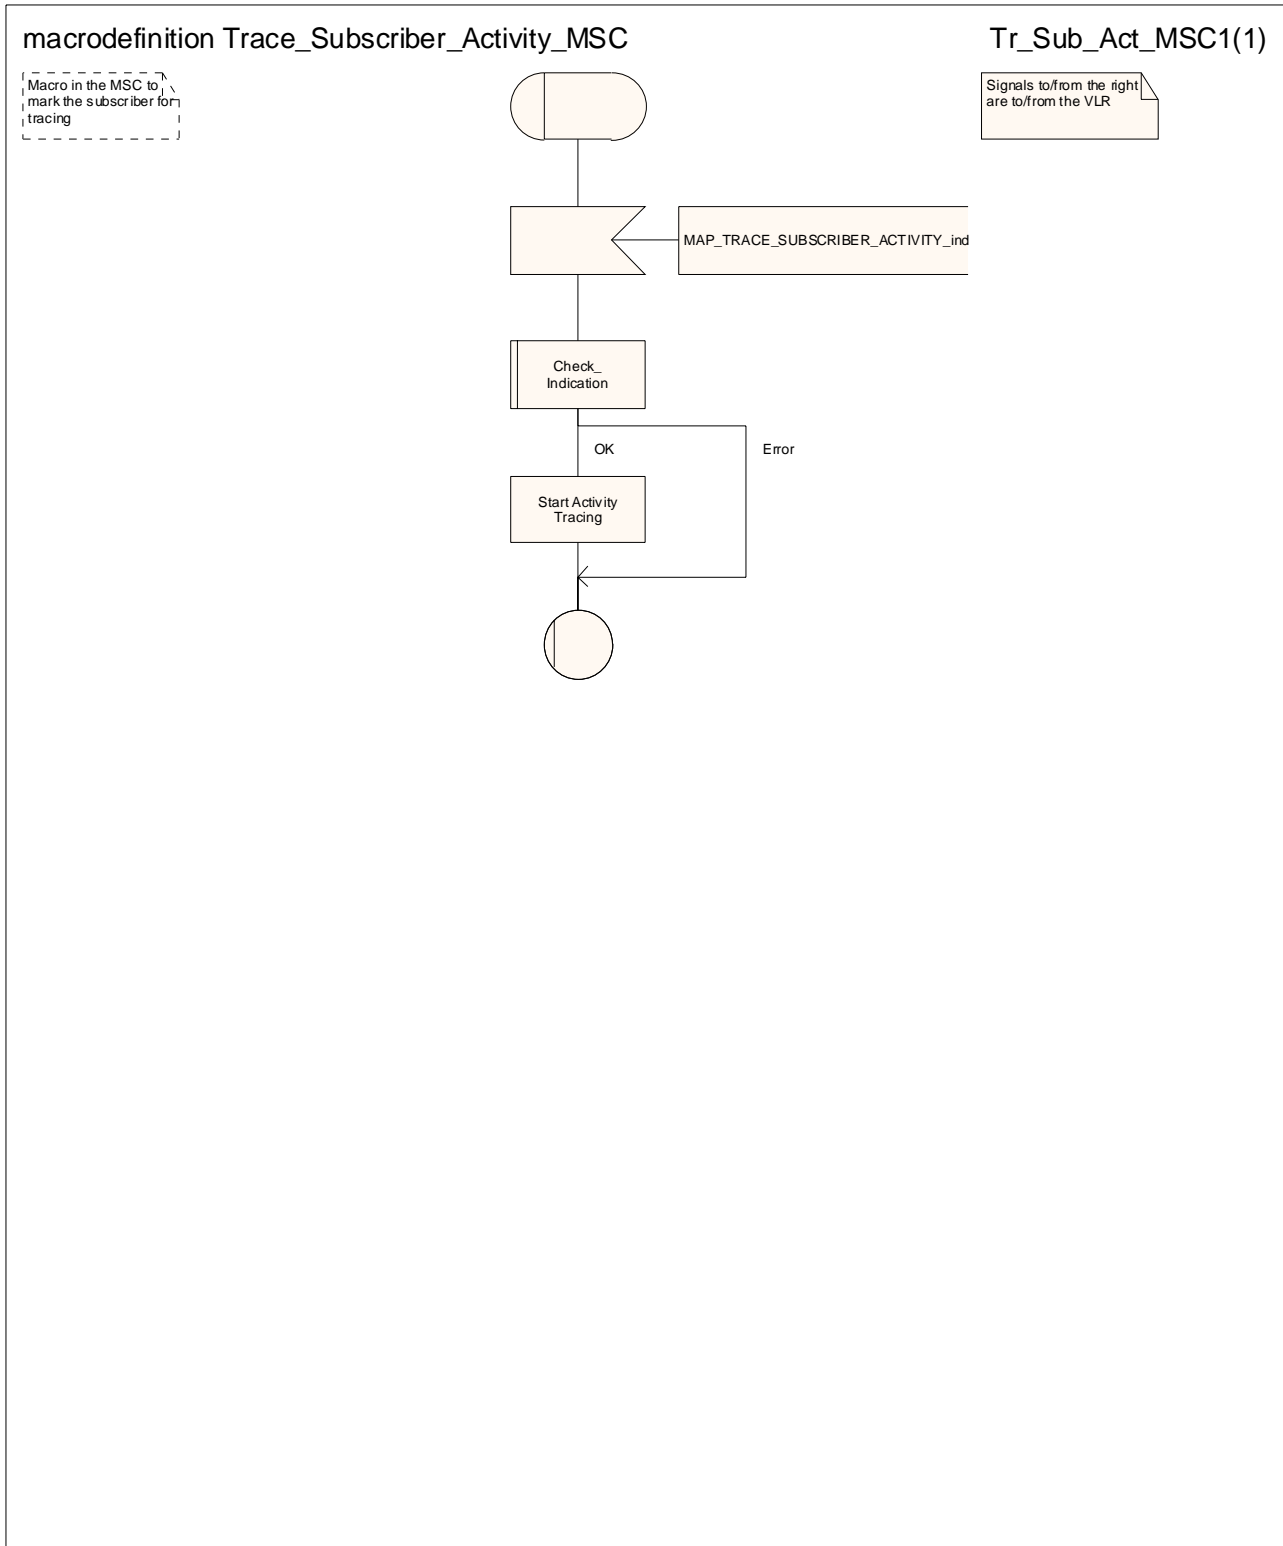 macrodefinition Trace_Subscriber_Activity_MSC
Tr_Sub_Act_MSC1(1)
Macro in the MSC to
mark the subscriber for
tracing
Signals to/from the right
are to/from the VLR
MAP_TRACE_SUBSCRIBER_ACTIVITY_ind
Check_
Indication
OK
Error
Start Activity
Tracing